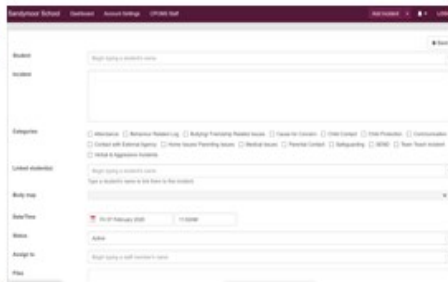 Sandymoor School Dashboard Account Settings CPOMS Staff Add Incident
Back
Student Begin typing a student's name
Incident
Categories Attendance Behaviour Related Log Bullying/ Friendship Related Issues Cause for Concern Child Contact Child Protection Communication
Contact with External Agency Home Issues/ Parenting Issues Medical Issues Parental Contact Safeguarding SEND Team Teach Incident
Verbal & Aggressive Incidents
Linked student(s) Begin typing a student's name
Type a student's name to link them to the incident
Body map
Date/Time Fri 07 February 2020
Status Active
Assign to Begin typing a staff member's name
Files